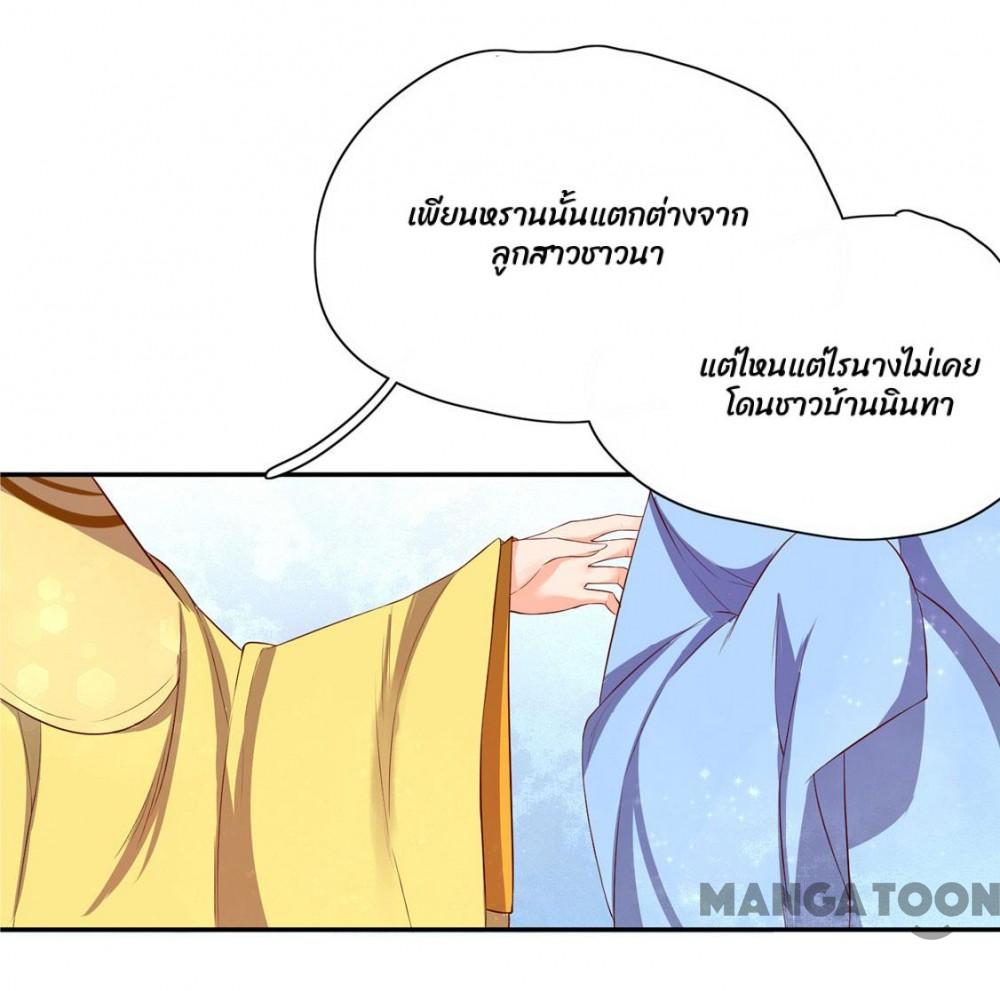 เพียนหรานนั้นแตกต่างจาก
ลูกสาวชาวนา
แต่ไหนแต่ไรนางไม่เคย
โดนชาวบ้านนินทา
MANGATOON